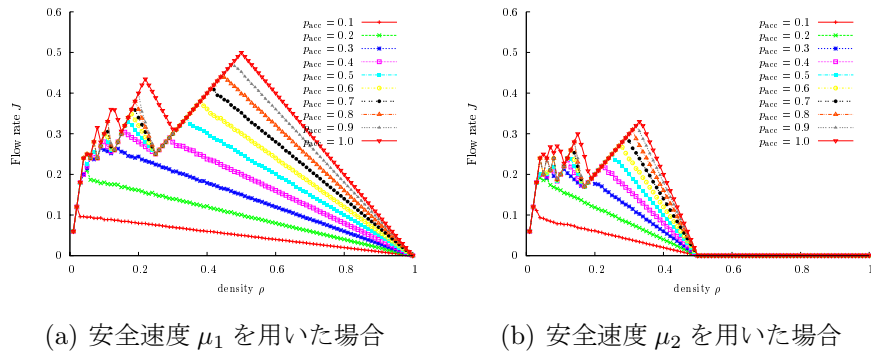 Flow rate J
0.6
0.5
0.4
0.3
0.2
0.1
0
0
0.2
0.4
0.6
0.8
1
density ρ
p_acc = 0.1
p_acc = 0.2
p_acc = 0.3
p_acc = 0.4
p_acc = 0.5
p_acc = 0.6
p_acc = 0.7
p_acc = 0.8
p_acc = 0.9
p_acc = 1.0
(a) 安全速度 μ₁ を用いた場合
Flow rate J
0.6
0.5
0.4
0.3
0.2
0.1
0
0
0.2
0.4
0.6
0.8
1
density ρ
p_acc = 0.1
p_acc = 0.2
p_acc = 0.3
p_acc = 0.4
p_acc = 0.5
p_acc = 0.6
p_acc = 0.7
p_acc = 0.8
p_acc = 0.9
p_acc = 1.0
(b) 安全速度 μ₂ を用いた場合